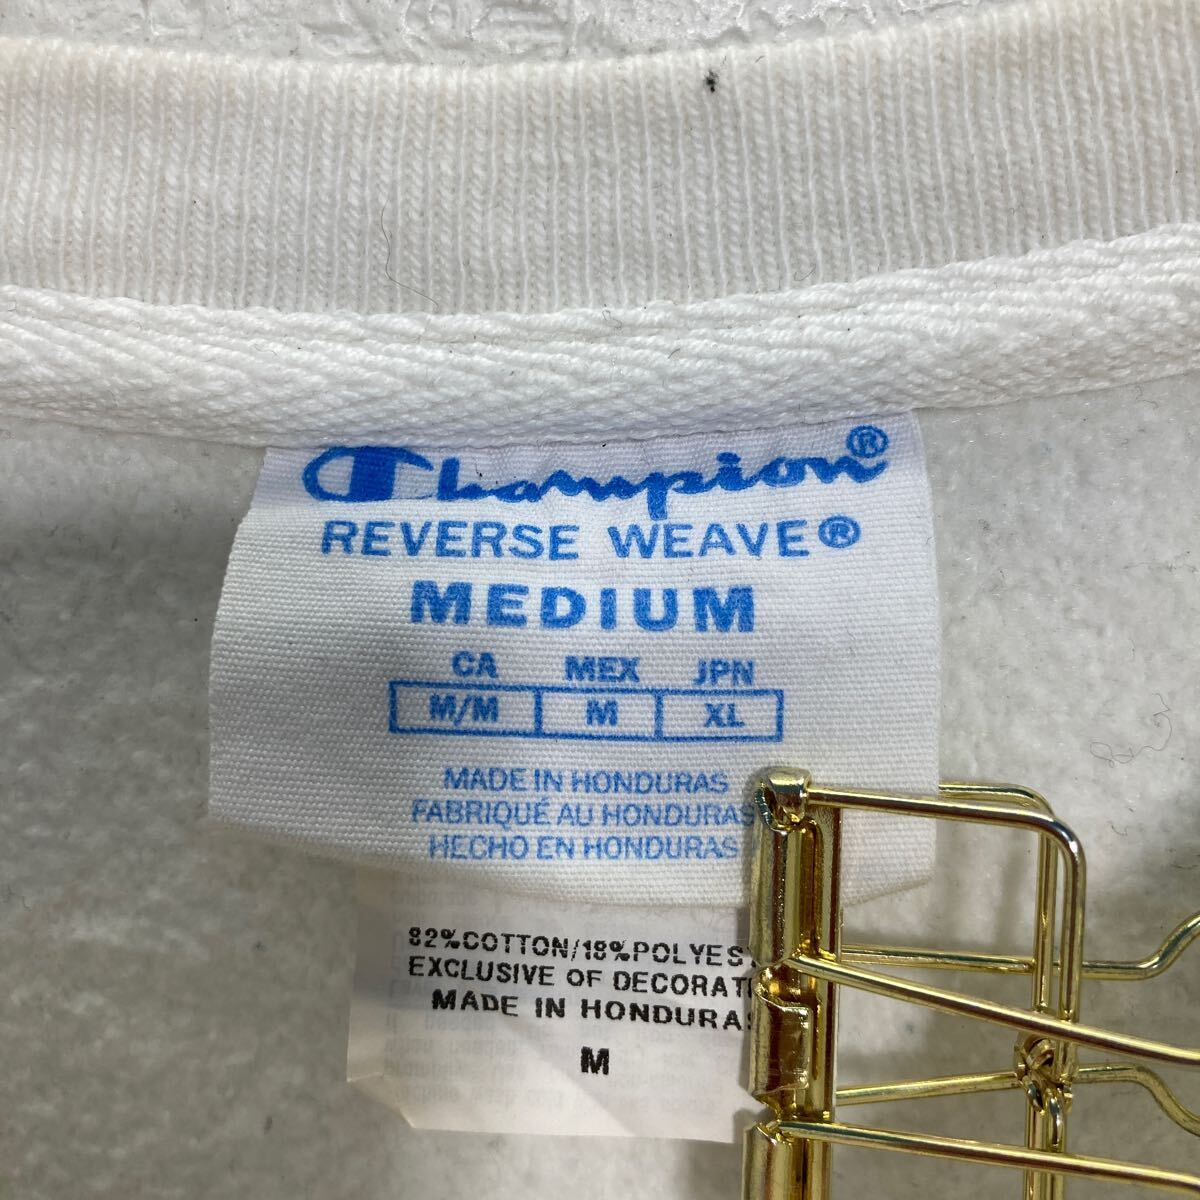 Champion®
REVERSE WEAVE®
MEDIUM
CA MEX JPN
M/M M XL
MADE IN HONDURAS
FABRIQUÉ AU HONDURAS
HECHO EN HONDURAS
82%COTTON/18%POLYES
EXCLUSIVE OF DECORATI
MADE IN HONDURAS
M